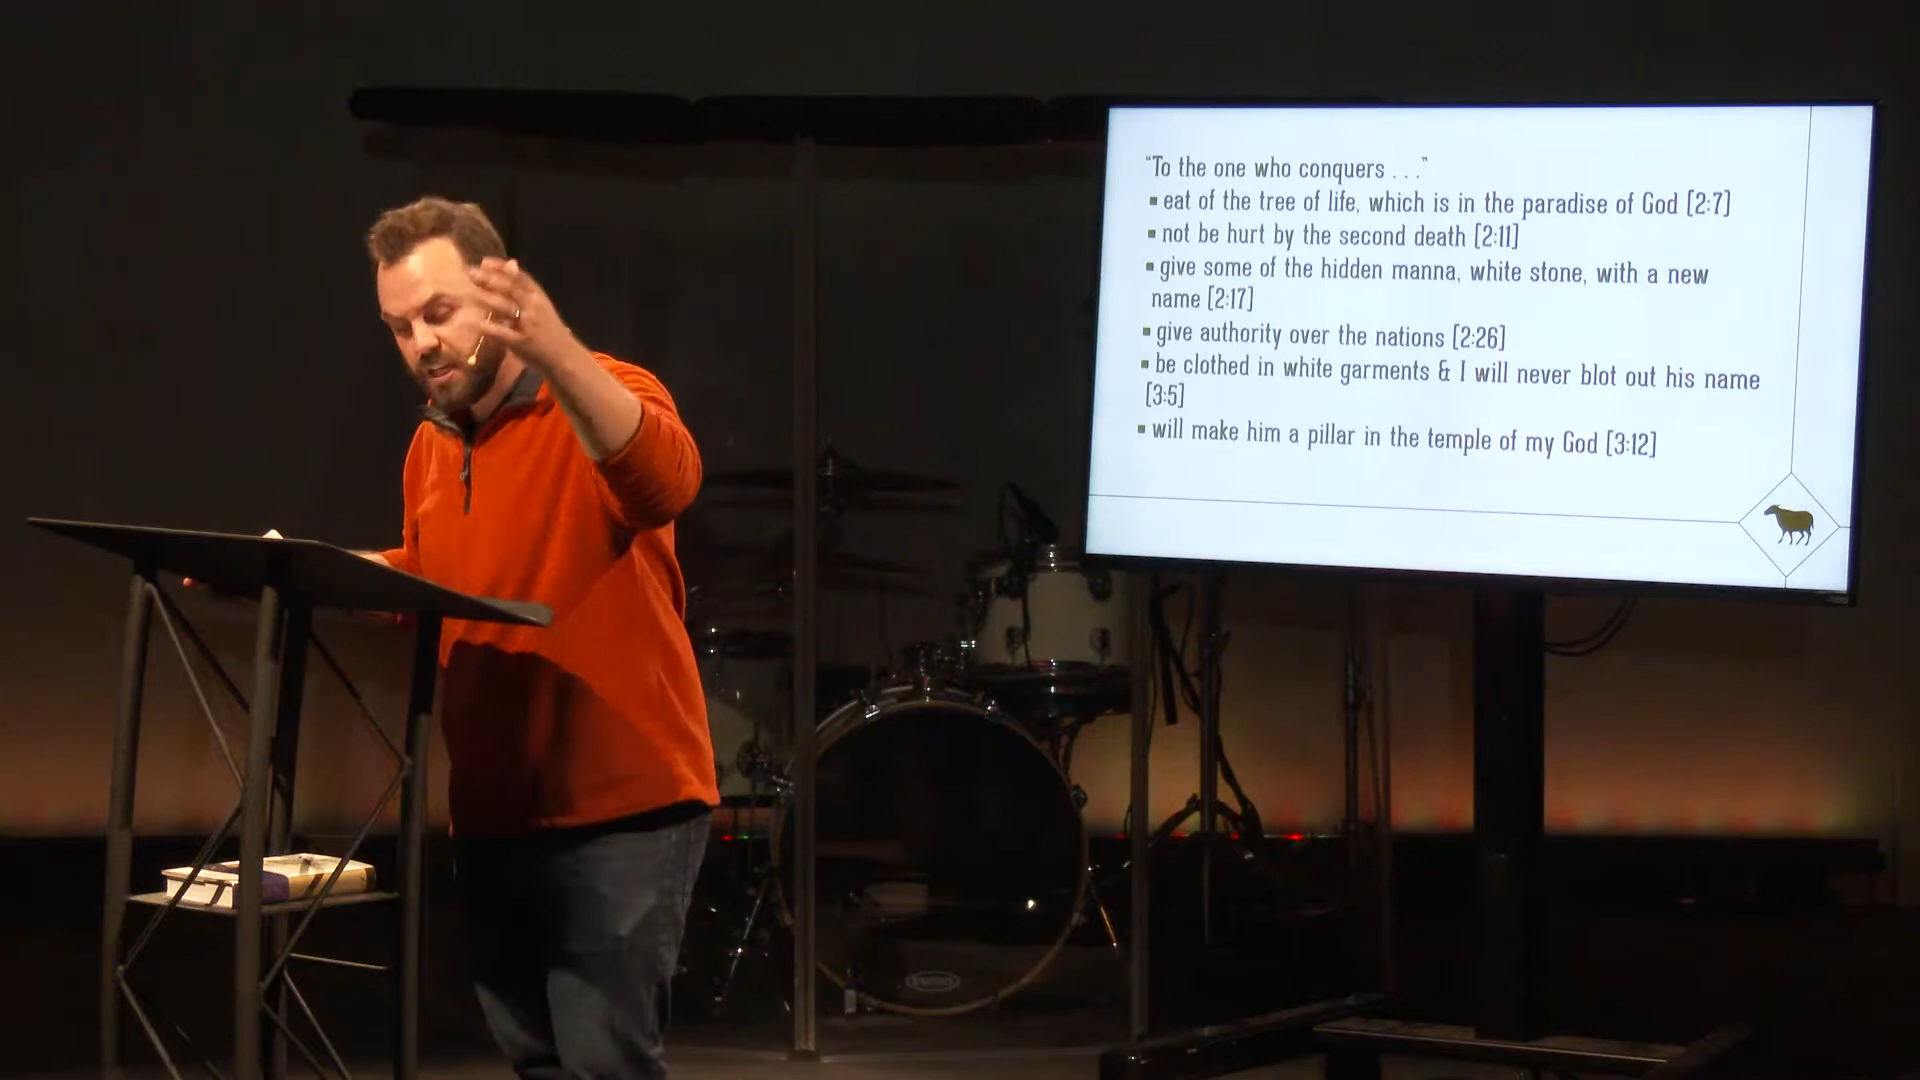 “To the one who conquers . . .”
▪ eat of the tree of life, which is in the paradise of God [2:7]
▪ not be hurt by the second death [2:11]
▪ give some of the hidden manna, white stone, with a new
name [2:17]
▪ give authority over the nations [2:26]
▪ be clothed in white garments & I will never blot out his name
[3:5]
▪ will make him a pillar in the temple of my God [3:12]